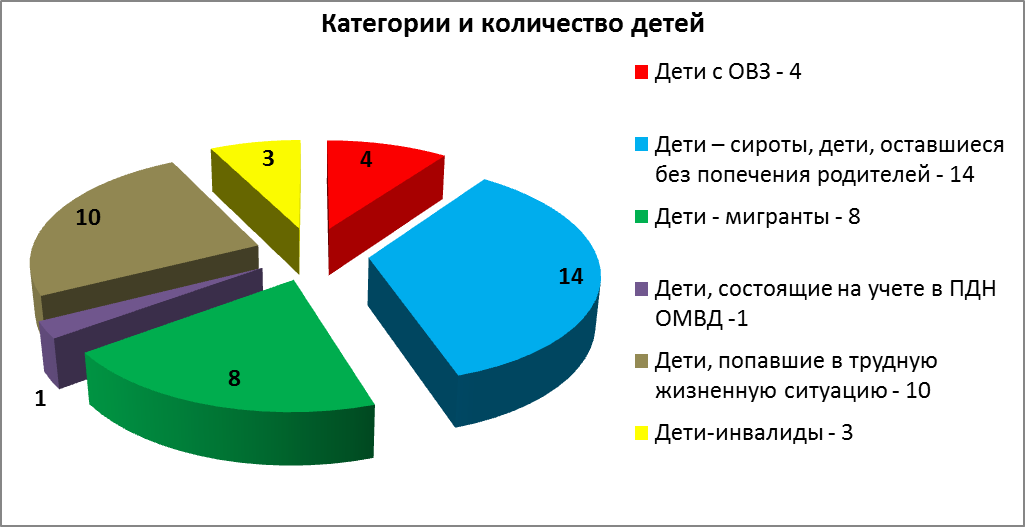 Категории и количество детей
Дети с ОВЗ - 4
Дети – сироты, дети, оставшиеся
без попечения родителей - 14
Дети - мигранты - 8
Дети, состоящие на учете в ПДН
ОМВД -1
Дети, попавшие в трудную
жизненную ситуацию - 10
Дети-инвалиды - 3
3
4
10
14
8
1